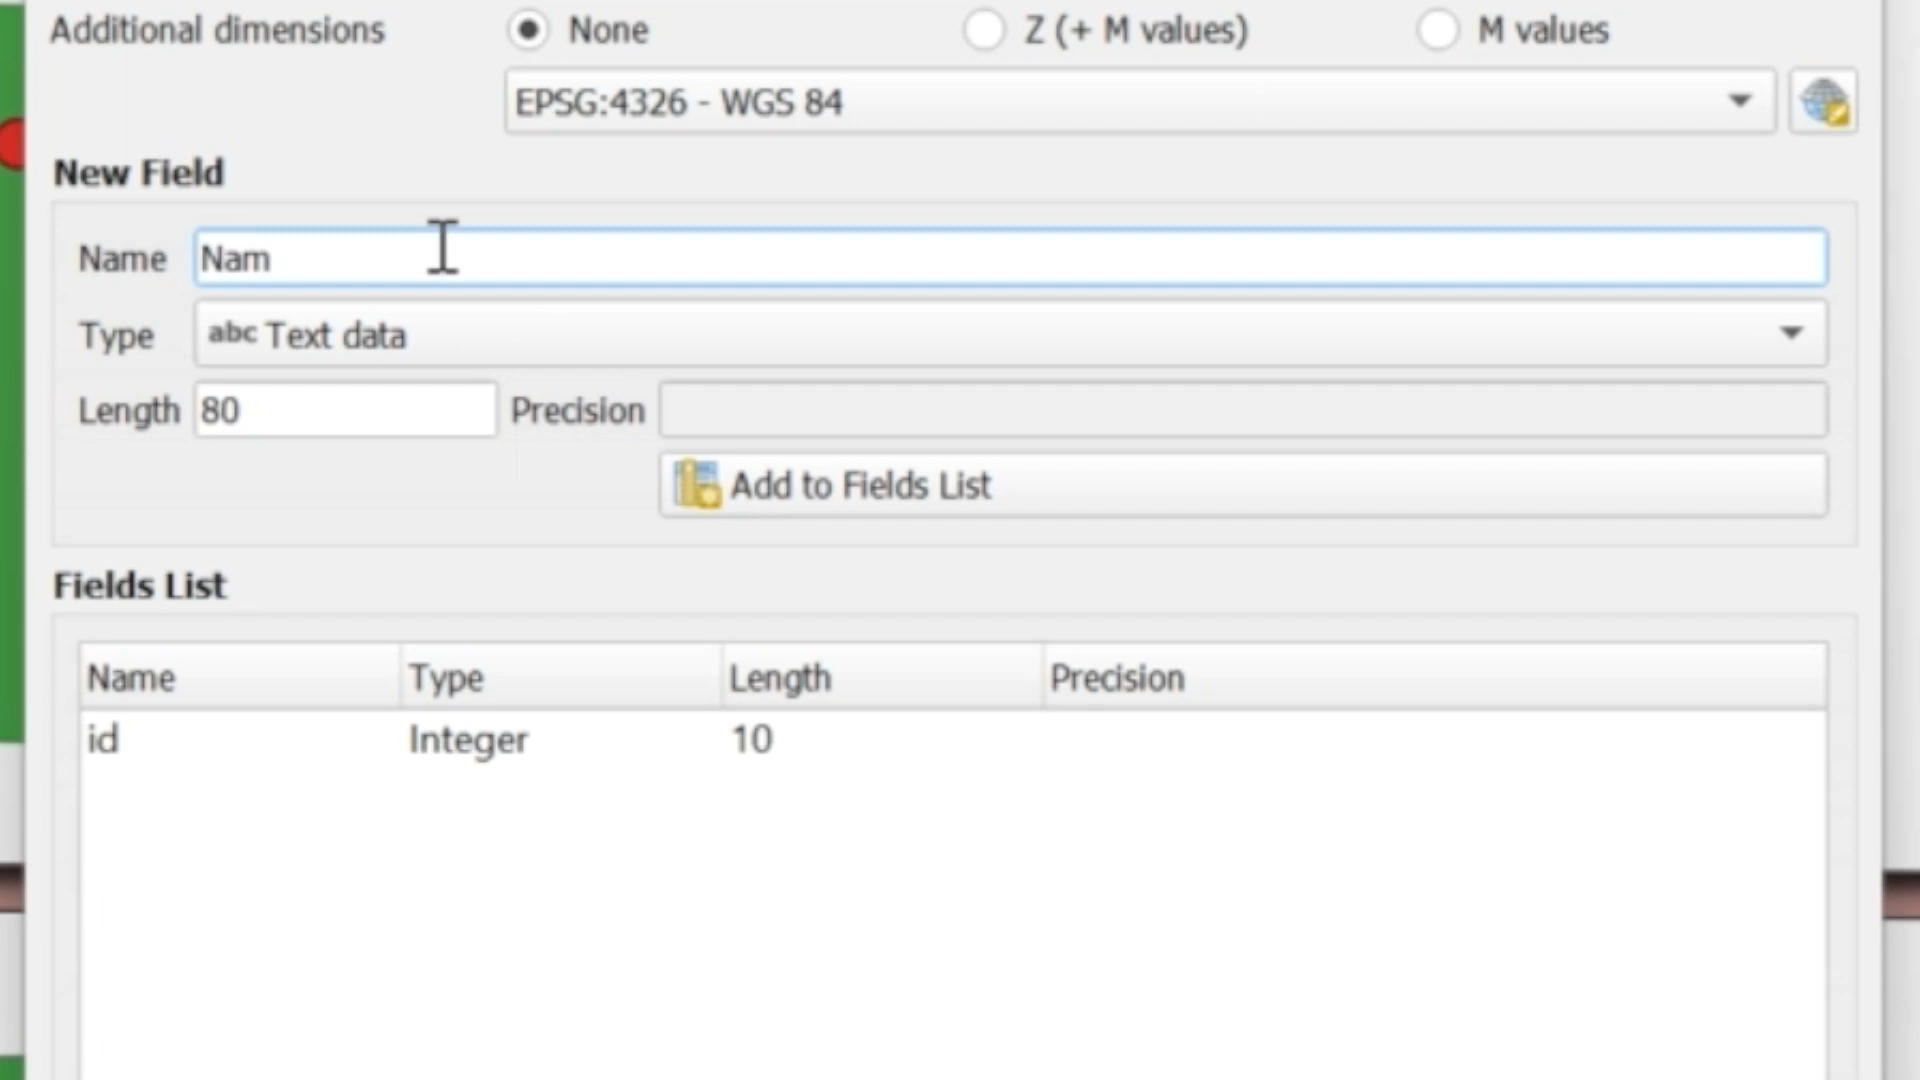 Additional dimensions None Z (+ M values) M values
EPSG:4326 - WGS 84
New Field
Name Nam
Type abc Text data
Length 80 Precision
Add to Fields List
Fields List
Name Type Length Precision
id Integer 10